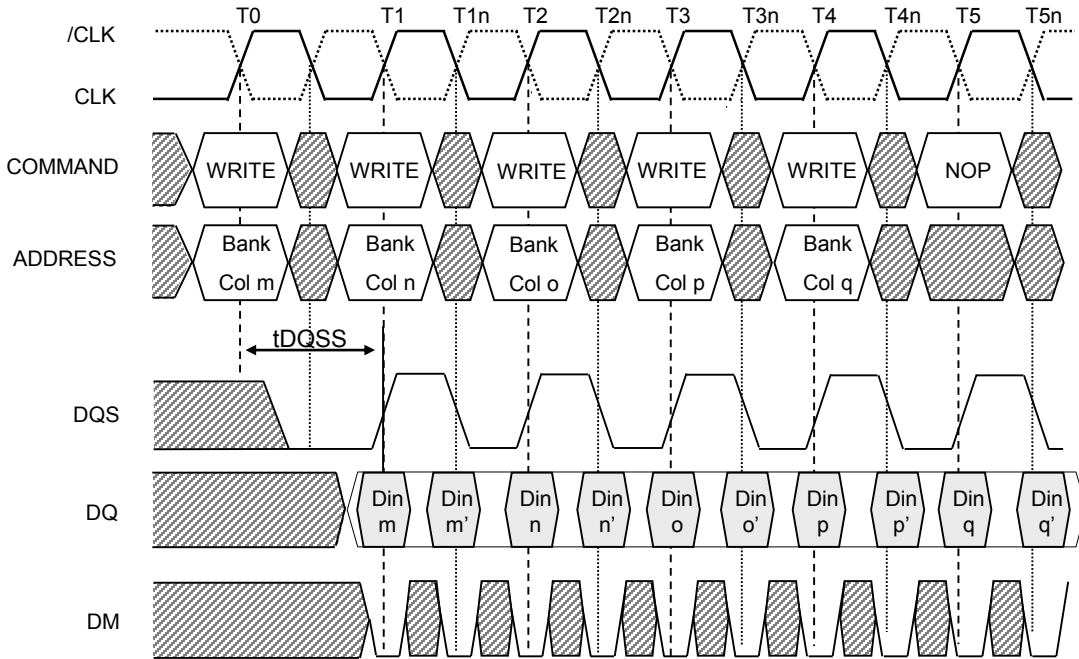 T0 T1 T1n T2 T2n T3 T3n T4 T4n T5 T5n
/CLK
CLK
COMMAND WRITE WRITE WRITE WRITE WRITE NOP
ADDRESS Bank Bank Bank Bank Bank
Col m Col n Col o Col p Col q
tDQSS
DQS
DQ Din Din Din Din Din Din Din Din Din Din
m m’ n n’ o o’ p p’ q q’
DM